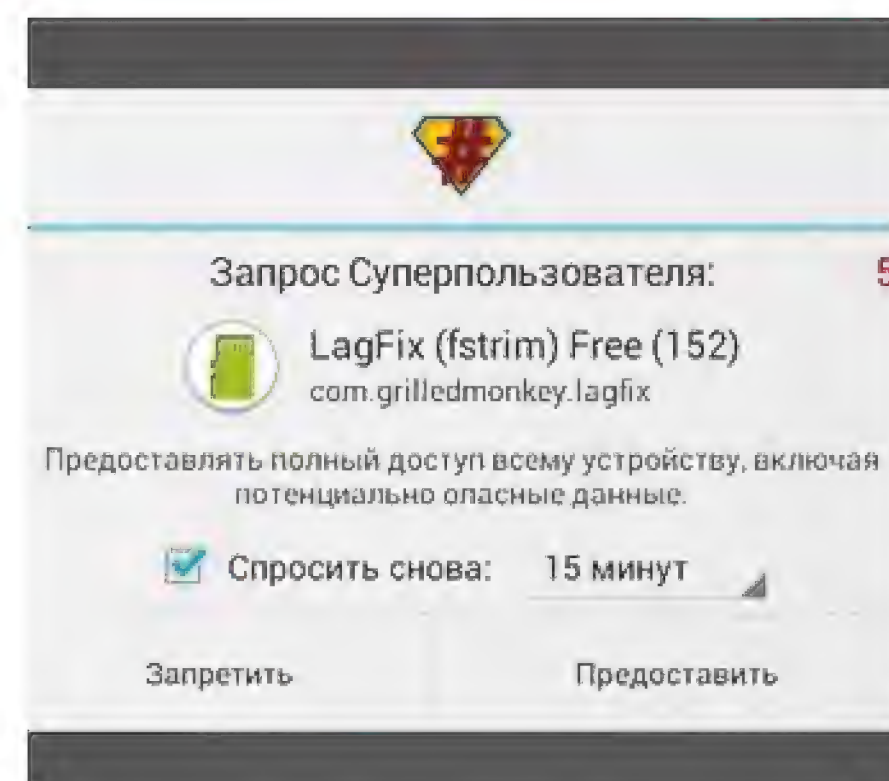 Запрос Суперпользователя: 5
LagFix (fstrim) Free (152)
com.grilledmonkey.lagfix
Предоставлять полный доступ всему устройству, включая
потенциально опасные данные.
Спросить снова: 15 минут
Запретить Предоставить